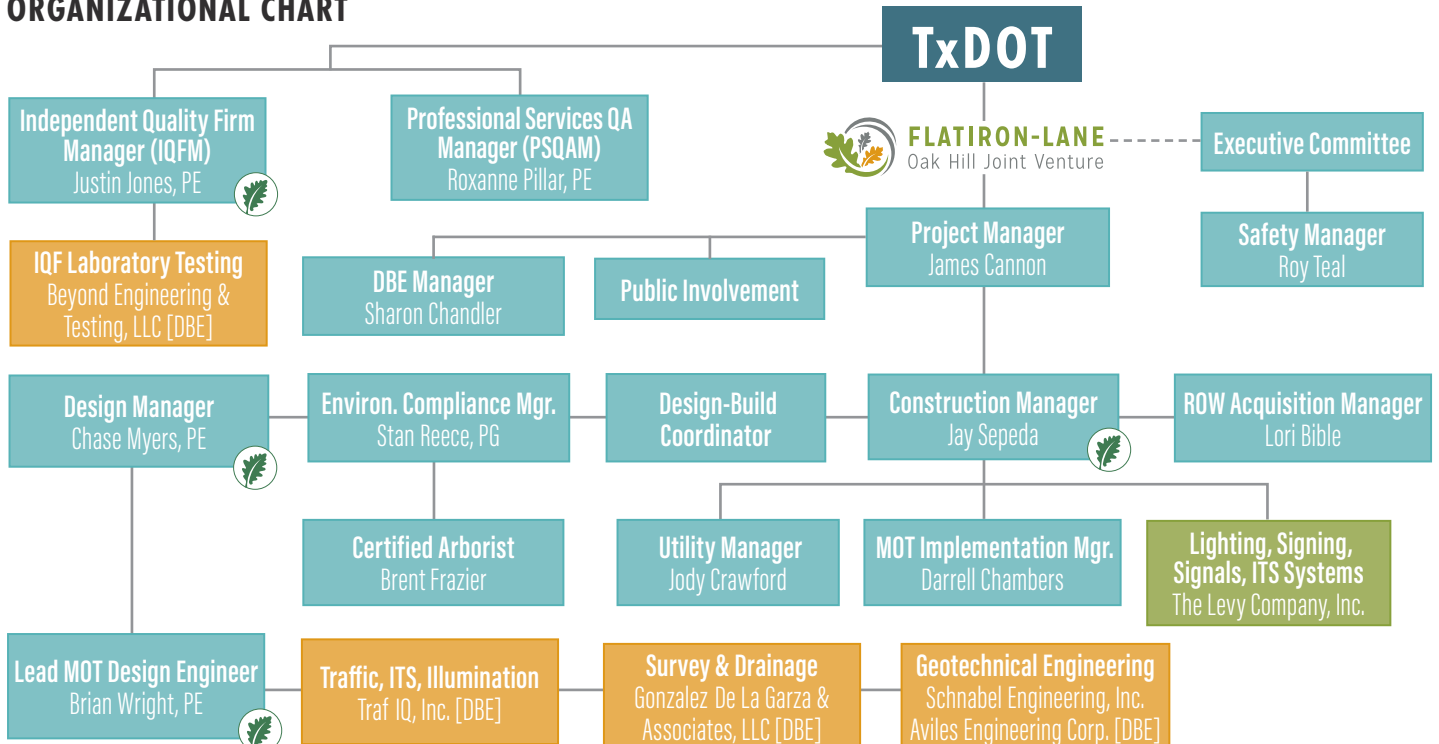 ORGANIZATIONAL CHART
TxDOT
Independent Quality Firm
Manager (IQFM)
Justin Jones, PE
Professional Services QA
Manager (PSQAM)
Roxanne Pillar, PE
FLATIRON-LANE
Oak Hill Joint Venture
Executive Committee
IQF Laboratory Testing
Beyond Engineering &
Testing, LLC [DBE]
DBE Manager
Sharon Chandler
Public Involvement
Project Manager
James Cannon
Safety Manager
Roy Teal
Design Manager
Chase Myers, PE
Environ. Compliance Mgr.
Stan Reece, PG
Design-Build
Coordinator
Construction Manager
Jay Sepeda
ROW Acquisition Manager
Lori Bible
Certified Arborist
Brent Frazier
Utility Manager
Jody Crawford
MOT Implementation Mgr.
Darrell Chambers
Lighting, Signing,
Signals, ITS Systems
The Levy Company, Inc.
Lead MOT Design Engineer
Brian Wright, PE
Traffic, ITS, Illumination
Traf IQ, Inc. [DBE]
Survey & Drainage
Gonzalez De La Garza &
Associates, LLC [DBE]
Geotechnical Engineering
Schnabel Engineering, Inc.
Aviles Engineering Corp. [DBE]